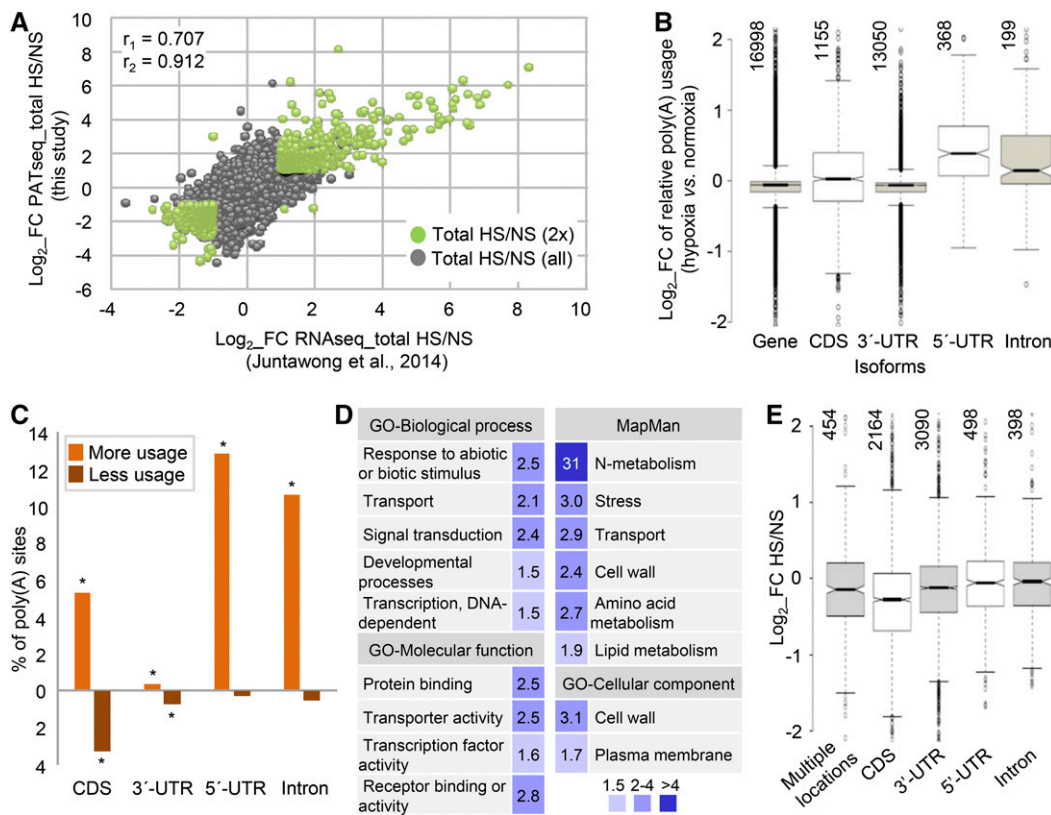 A
r1 = 0.707
r2 = 0.912
10
8
6
4
2
0
-2
-4
-6
-4
-2
0
2
4
6
8
10
Log2_FC PATseq_total HS/NS
(this study)
Total HS/NS (2x)
Total HS/NS (all)
Log2_FC RNAseq_total HS/NS
(Juntawong et al., 2014)
B
16998
1155
13050
368
199
2
1
0
-1
-2
Log2_FC of relative poly(A) usage
(hypoxia vs. normoxia)
Gene CDS 3´-UTR 5´-UTR Intron
Isoforms
C
14
12
10
8
6
4
2
0
2
4
% of poly(A) sites
More usage
Less usage
*
*
*
*
*
*
CDS 3´-UTR 5´-UTR Intron
D
GO-Biological process
Response to abiotic
or biotic stimulus
2.5
Transport
2.1
Signal transduction
2.4
Developmental
processes
1.5
Transcription, DNA-
dependent
1.5
GO-Molecular function
Protein binding
2.5
Transporter activity
2.5
Transcription factor
activity
1.6
Receptor binding or
activity
2.8
MapMan
31 N-metabolism
3.0 Stress
2.9 Transport
2.4 Cell wall
2.7 Amino acid
metabolism
1.9 Lipid metabolism
GO-Cellular component
3.1 Cell wall
1.7 Plasma membrane
1.5 2-4 >4
E
454
2164
3090
498
398
2
1
0
-1
-2
Log2_FC HS/NS
Multiple
locations
CDS
3´-UTR
5´-UTR
Intron